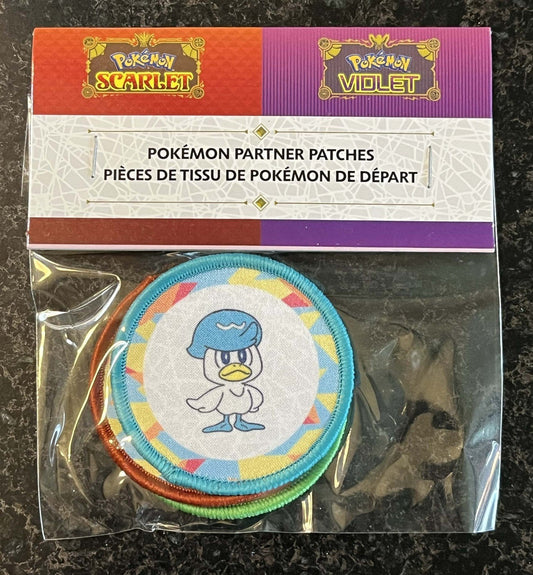 POKÉMON
SCARLET
POKÉMON
VIOLET
POKÉMON PARTNER PATCHES
PIÈCES DE TISSU DE POKÉMON DE DÉPART